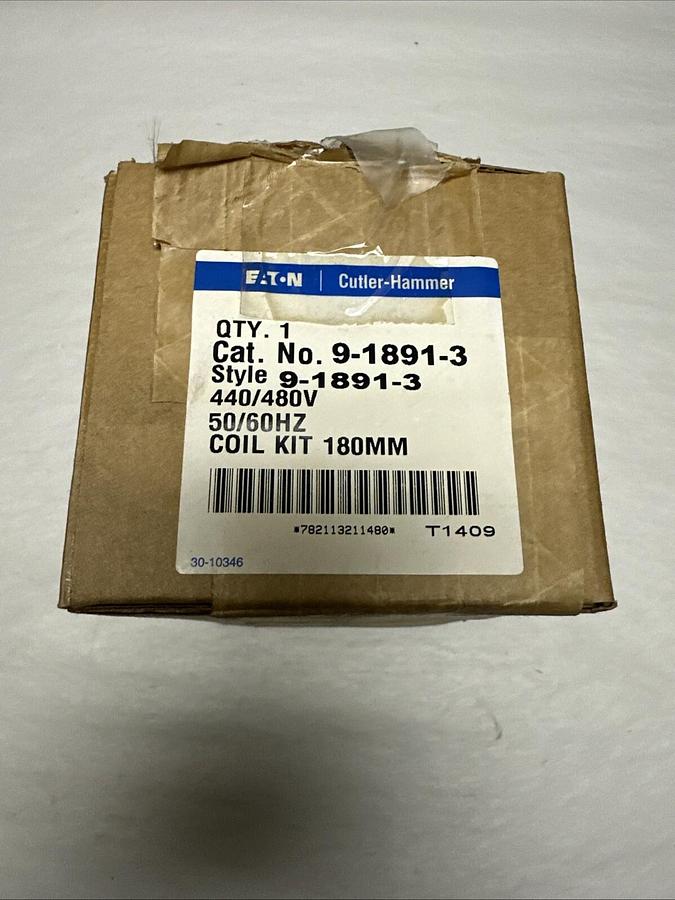 EATON | Cutler-Hammer
QTY. 1
Cat. No. 9-1891-3
Style 9-1891-3
440/480V
50/60HZ
COIL KIT 180MM
*782113211480* T1409
30-10346